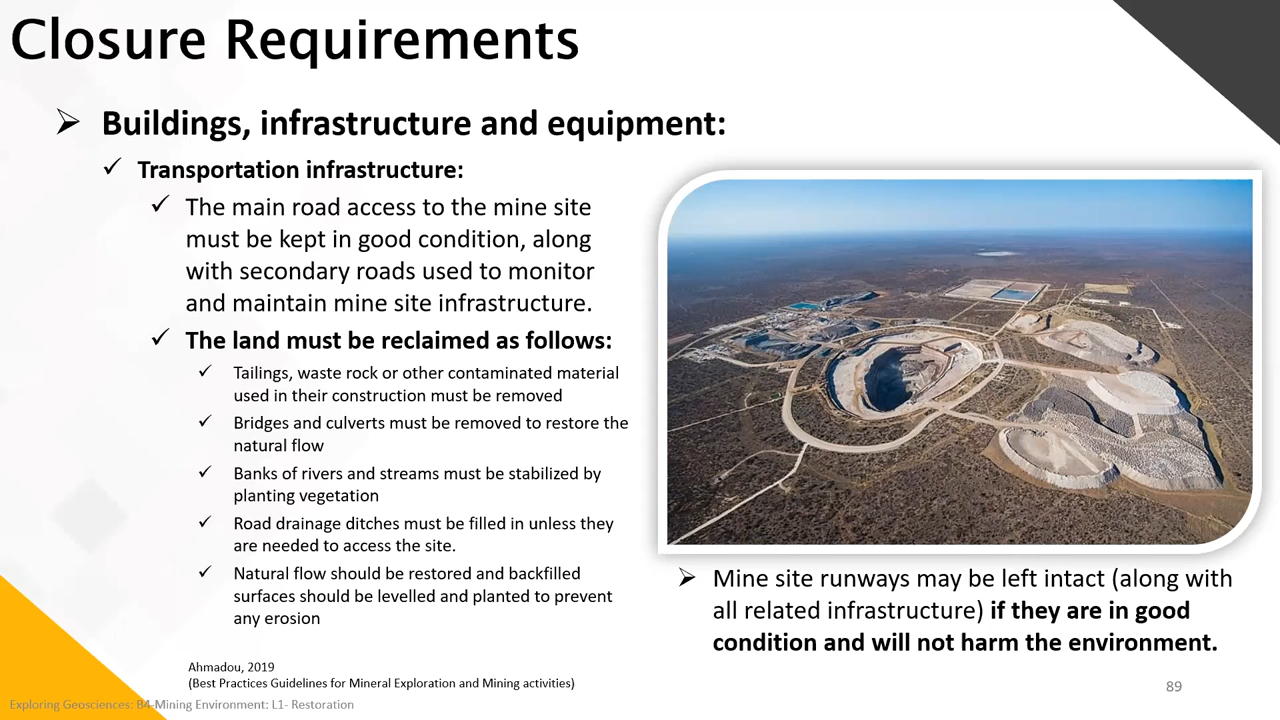 Closure Requirements
Buildings, infrastructure and equipment:
Transportation infrastructure:
The main road access to the mine site
must be kept in good condition, along
with secondary roads used to monitor
and maintain mine site infrastructure.
The land must be reclaimed as follows:
Tailings, waste rock or other contaminated material
used in their construction must be removed
Bridges and culverts must be removed to restore the
natural flow
Banks of rivers and streams must be stabilized by
planting vegetation
Road drainage ditches must be filled in unless they
are needed to access the site.
Natural flow should be restored and backfilled
surfaces should be levelled and planted to prevent
any erosion
Mine site runways may be left intact (along with
all related infrastructure) if they are in good
condition and will not harm the environment.
Ahmadou, 2019
(Best Practices Guidelines for Mineral Exploration and Mining activities)
89
Exploring Geosciences: B4-Mining Environment: L1- Restoration